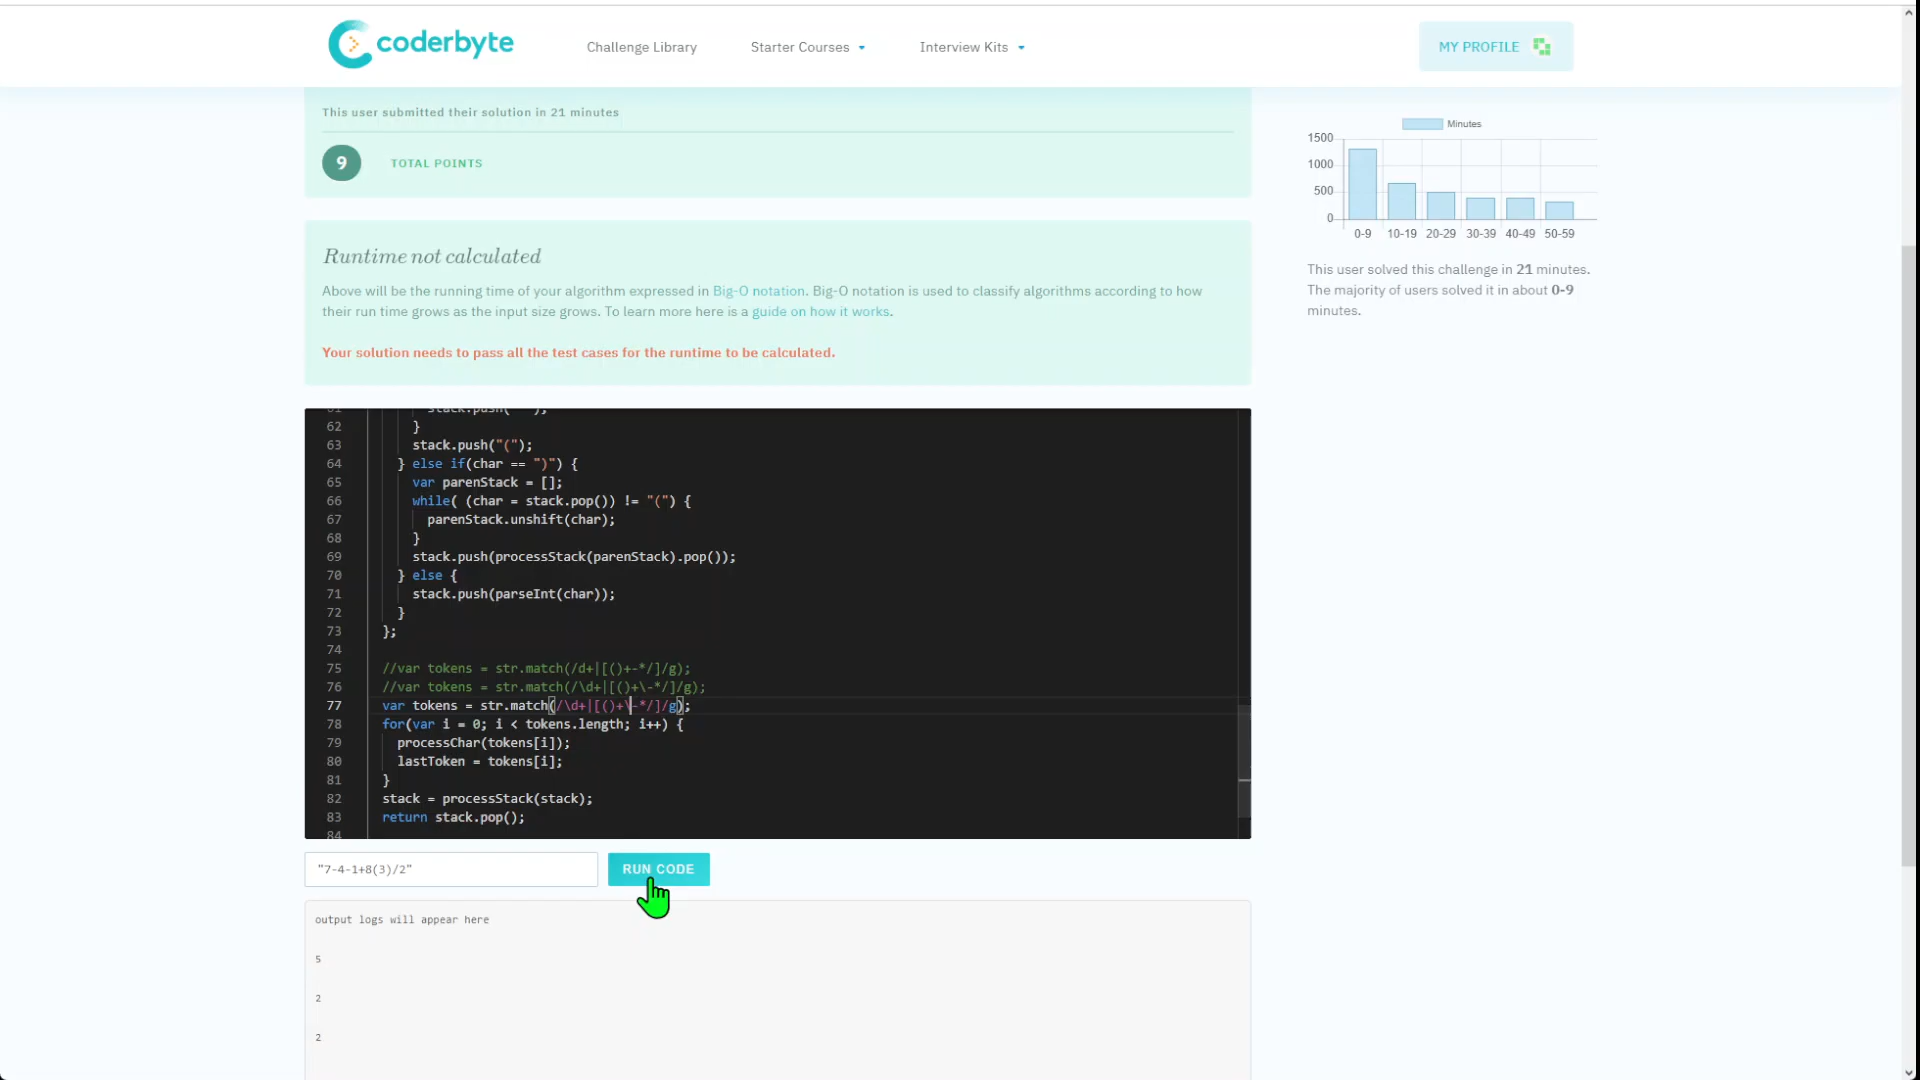 coderbyte
Challenge Library
Starter Courses
Interview Kits
MY PROFILE
This user submitted their solution in 21 minutes
9
TOTAL POINTS
Runtime not calculated
Above will be the running time of your algorithm expressed in Big-O notation. Big-O notation is used to classify algorithms according to how
their run time grows as the input size grows. To learn more here is a guide on how it works.
Your solution needs to pass all the test cases for the runtime to be calculated.
Minutes
1500
1000
500
0
0-9 10-19 20-29 30-39 40-49 50-59
This user solved this challenge in 21 minutes.
The majority of users solved it in about 0-9
minutes.
62 }
63 stack.push("(");
64 } else if(char == ")") {
65 var parenStack = [];
66 while( (char = stack.pop()) != "(") {
67 parenStack.unshift(char);
68 }
69 stack.push(processStack(parenStack).pop());
70 } else {
71 stack.push(parseInt(char));
72 }
73 };
74
75 //var tokens = str.match(/d+|[()+-*/]/g);
76 //var tokens = str.match(/\d+|[()+\-*/]/g);
77 var tokens = str.match(/\d+|[()+\-*/]/g);
78 for(var i = 0; i < tokens.length; i++) {
79 processChar(tokens[i]);
80 lastToken = tokens[i];
81 }
82 stack = processStack(stack);
83 return stack.pop();
84
"7-4-1+8(3)/2"
RUN CODE
output logs will appear here
5
2
2